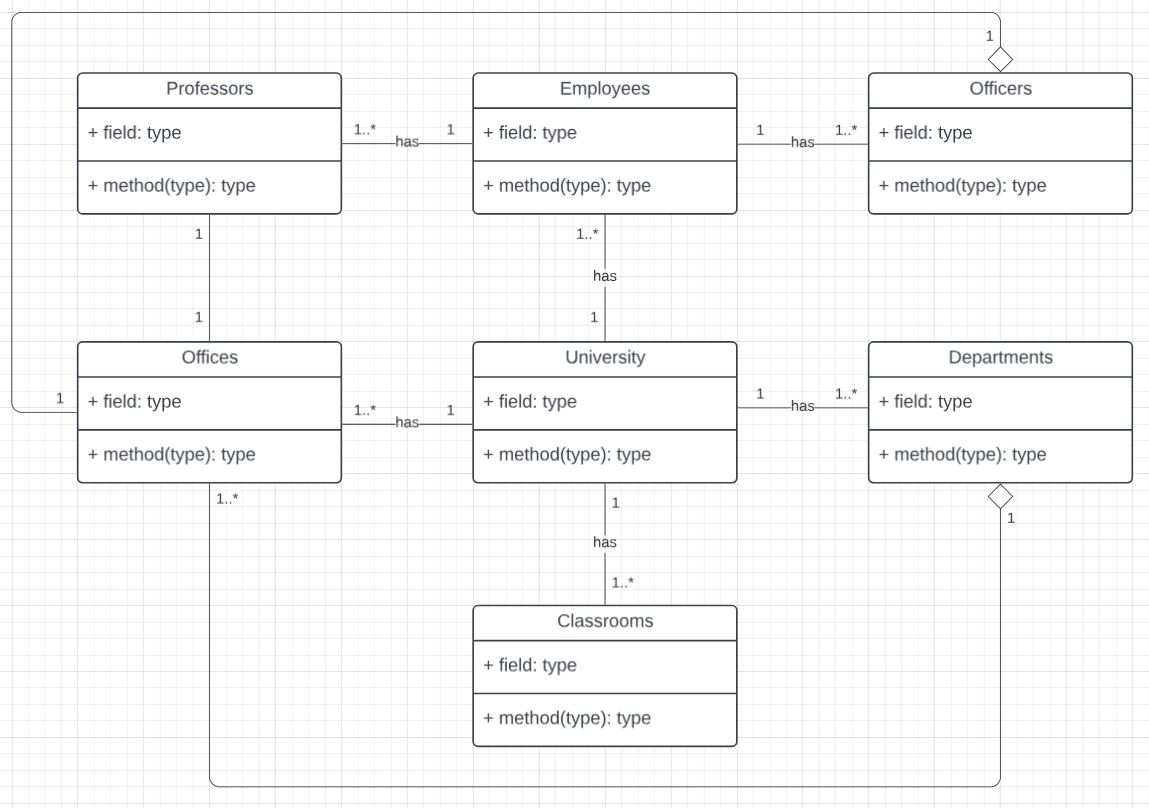 1
Professors
Employees
Officers
+ field: type
+ field: type
+ field: type
1..*
has
1
1
has
1..*
+ method(type): type
+ method(type): type
+ method(type): type
1
1..*
has
1
1
Offices
University
Departments
+ field: type
+ field: type
+ field: type
1
1..*
has
1
1
has
1..*
+ method(type): type
+ method(type): type
+ method(type): type
1..*
1
1
has
1..*
Classrooms
+ field: type
+ method(type): type